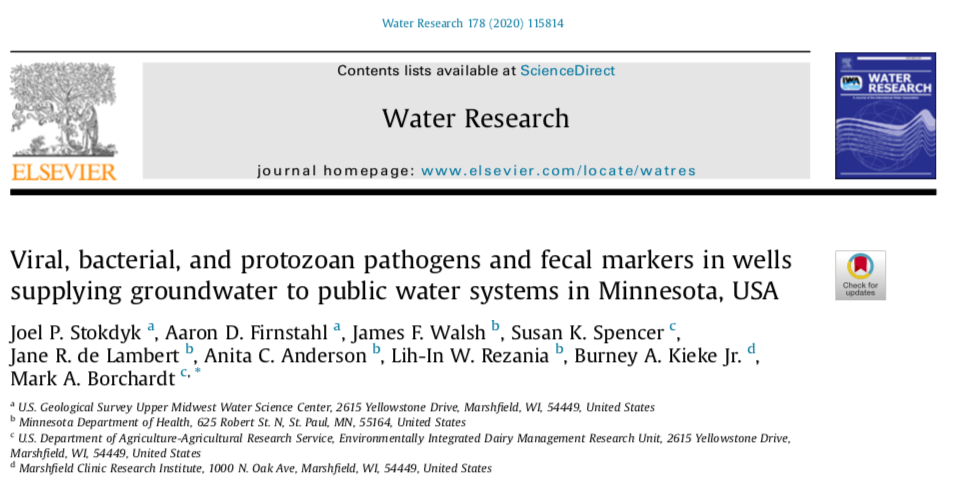 Water Research 178 (2020) 115814
Contents lists available at ScienceDirect
Water Research
journal homepage: www.elsevier.com/locate/watres
ELSEVIER
WATER
RESEARCH
IWA
Viral, bacterial, and protozoan pathogens and fecal markers in wells
supplying groundwater to public water systems in Minnesota, USA
Check for
updates
Joel P. Stokdyk a, Aaron D. Firnstahl a, James F. Walsh b, Susan K. Spencer c,
Jane R. de Lambert b, Anita C. Anderson b, Lih-In W. Rezania b, Burney A. Kieke Jr. d,
Mark A. Borchardt c, *
a U.S. Geological Survey Upper Midwest Water Science Center, 2615 Yellowstone Drive, Marshfield, WI, 54449, United States
b Minnesota Department of Health, 625 Robert St. N, St. Paul, MN, 55164, United States
c U.S. Department of Agriculture-Agricultural Research Service, Environmentally Integrated Dairy Management Research Unit, 2615 Yellowstone Drive,
Marshfield, WI, 54449, United States
d Marshfield Clinic Research Institute, 1000 N. Oak Ave, Marshfield, WI, 54449, United States